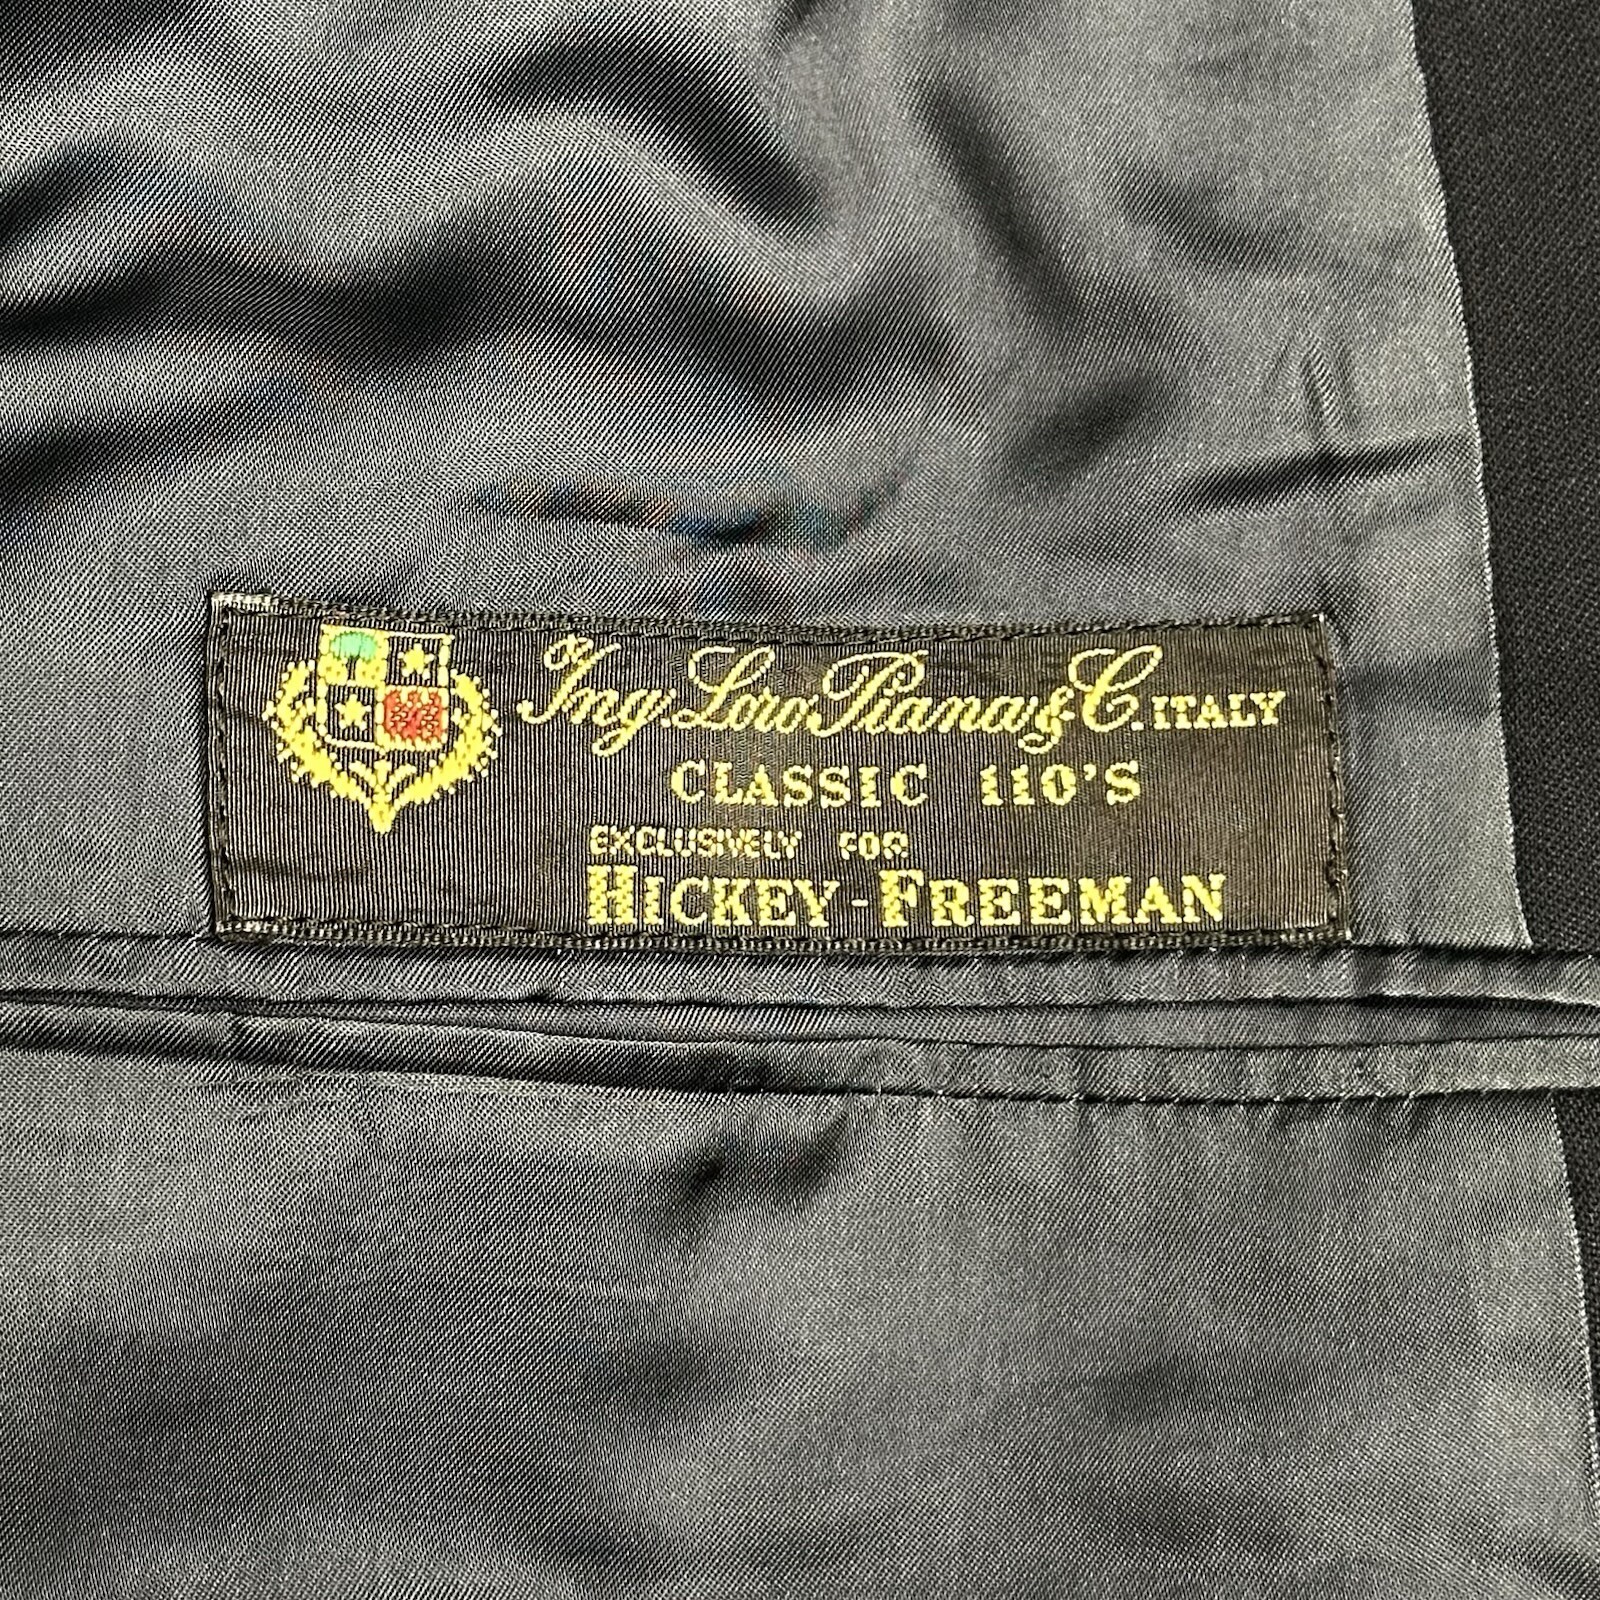 Ing. Loro Piana & C. ITALY
CLASSIC 110'S
EXCLUSIVELY FOR
HICKEY-FREEMAN